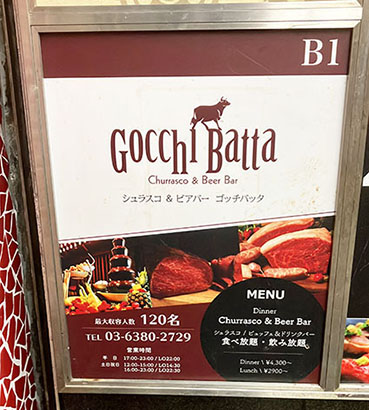 B1
GOCCHI BATTA
Churrasco & Beer Bar
シュラスコ & ビアバー ゴッチバッタ
最大収容人数 120名
TEL 03-6380-2729
営業時間
平 日 17:00-23:00 / LO22:00
土日祝日 12:00-15:00 / LO14:30
16:00-23:00 / LO22:30
MENU
Dinner
Churrasco & Beer Bar
シュラスコ / ビュッフェ&ドリンクバー
食べ放題・飲み放題
Dinner \ ¥4,300~
Lunch \ ¥2900~